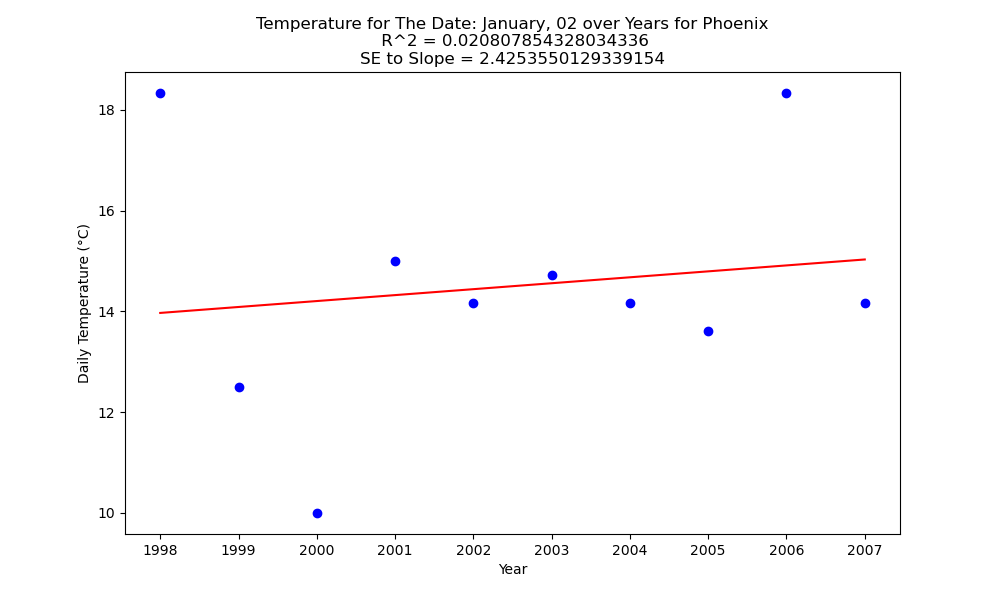 Temperature for The Date: January, 02 over Years for Phoenix
R^2 = 0.020807854328034336
SE to Slope = 2.4253550129339154
Daily Temperature (°C)
18
16
14
12
10
1998 1999 2000 2001 2002 2003 2004 2005 2006 2007
Year